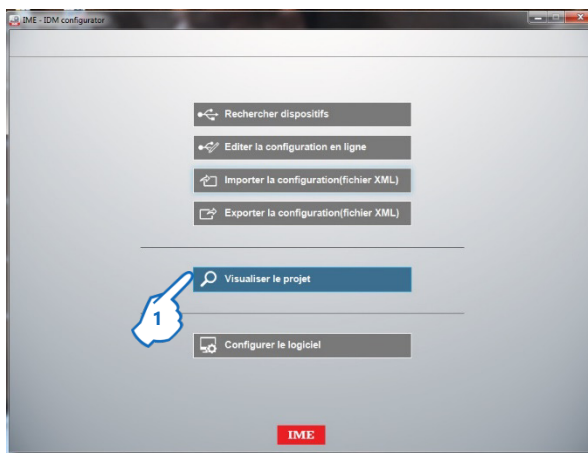 IME - IDM configurator
Rechercher dispositifs
Editer la configuration en ligne
Importer la configuration(fichier XML)
Exporter la configuration(fichier XML)
Visualiser le projet
1
Configurer le logiciel
IME